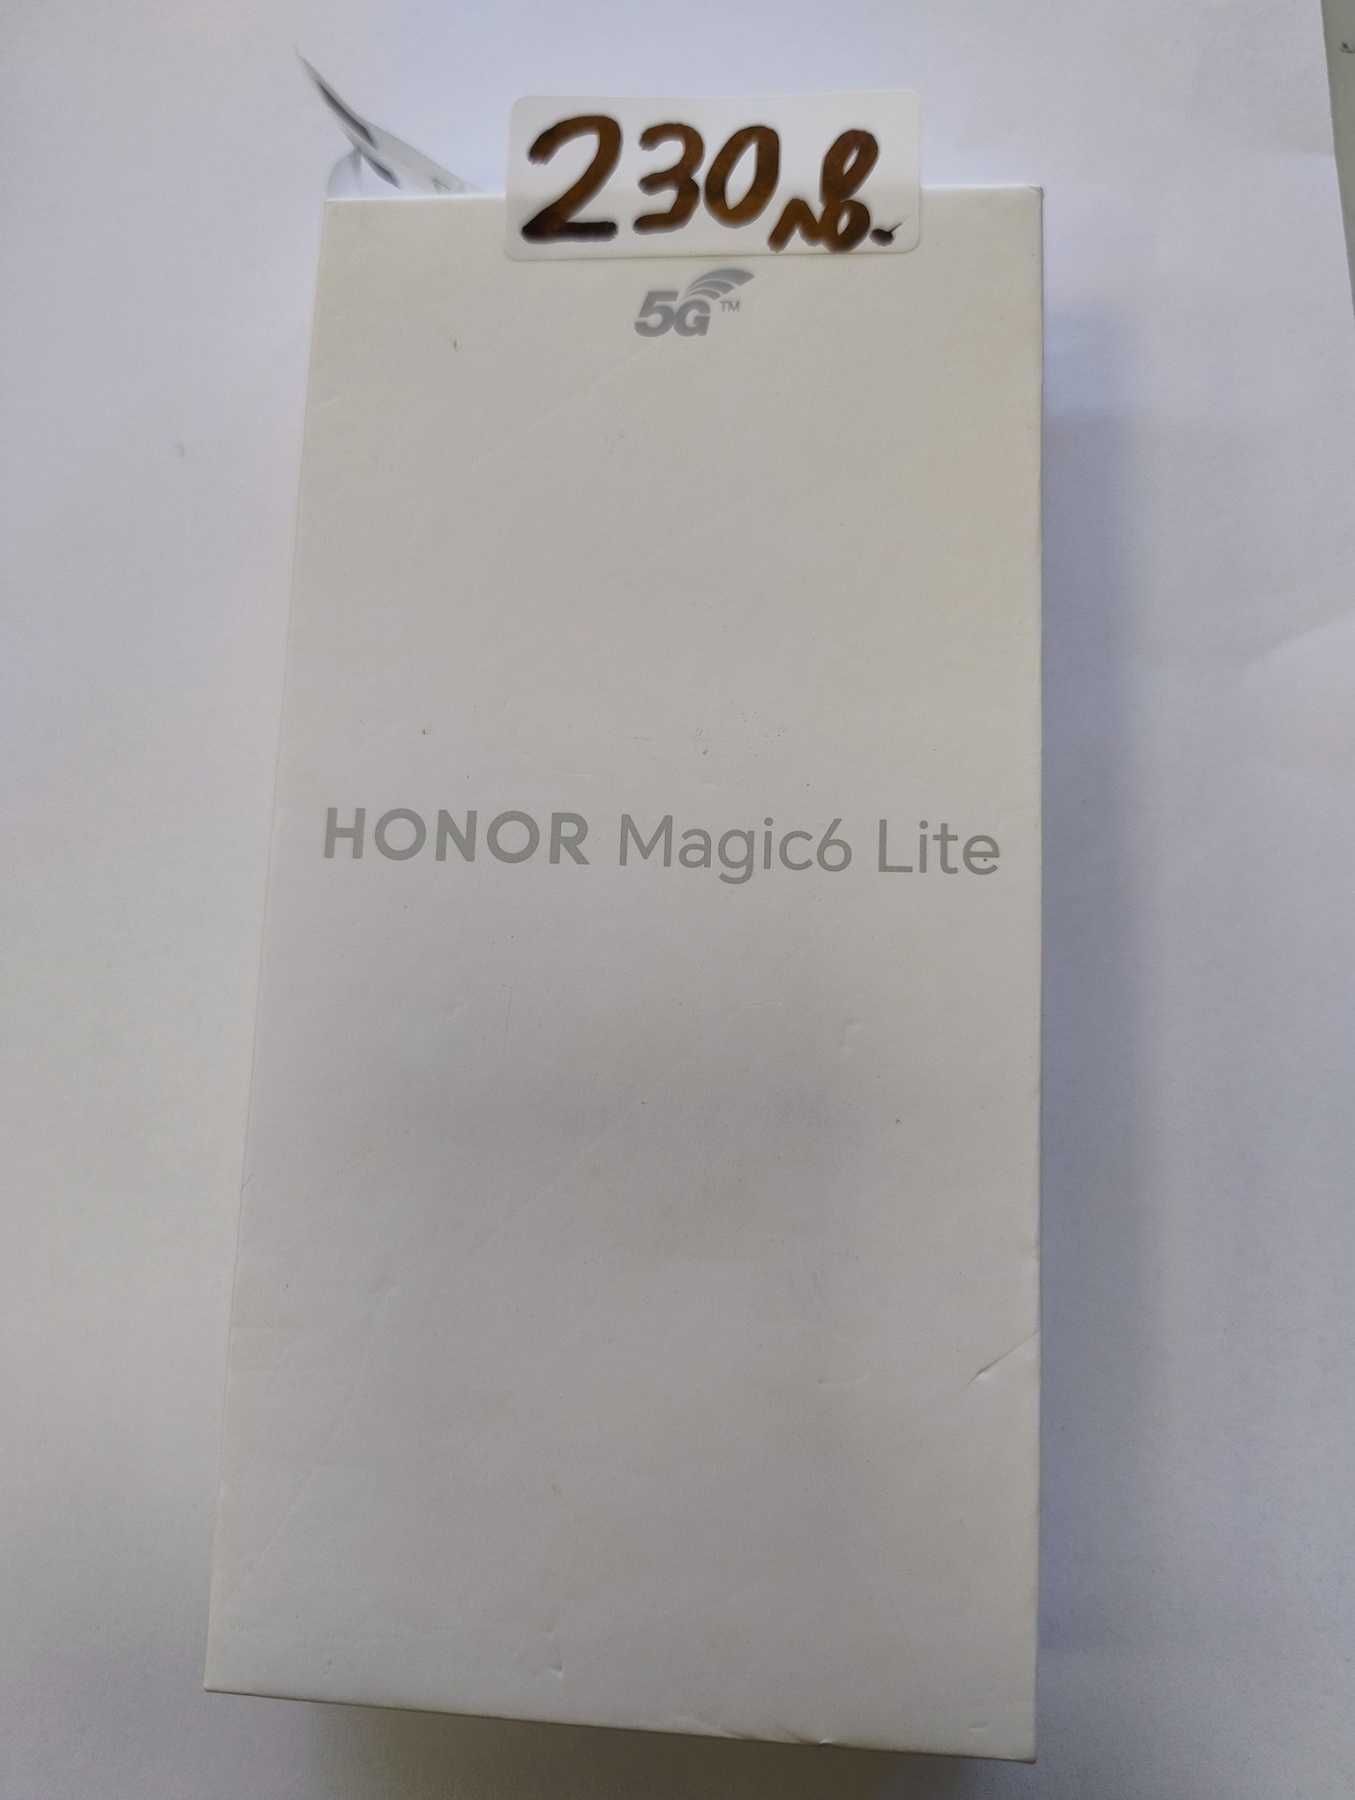 230лв.
5G™
HONOR Magic6 Lite